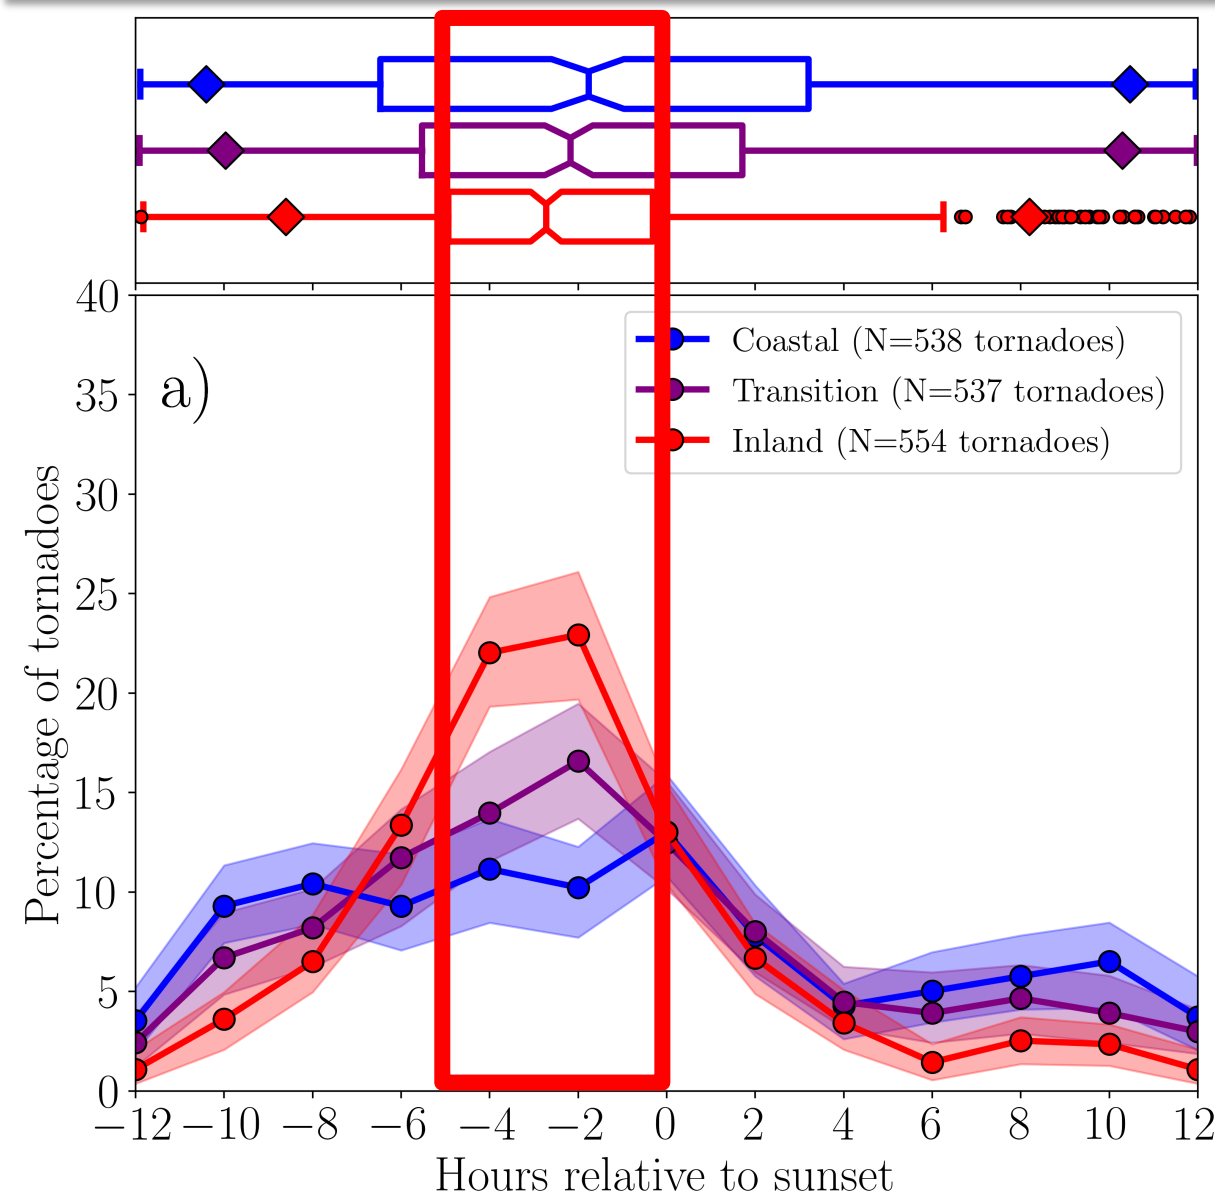 40
35
30
25
20
15
10
5
0
Percentage of tornadoes
a)
Coastal (N=538 tornadoes)
Transition (N=537 tornadoes)
Inland (N=554 tornadoes)
−12 −10 −8 −6 −4 −2 0 2 4 6 8 10 12
Hours relative to sunset